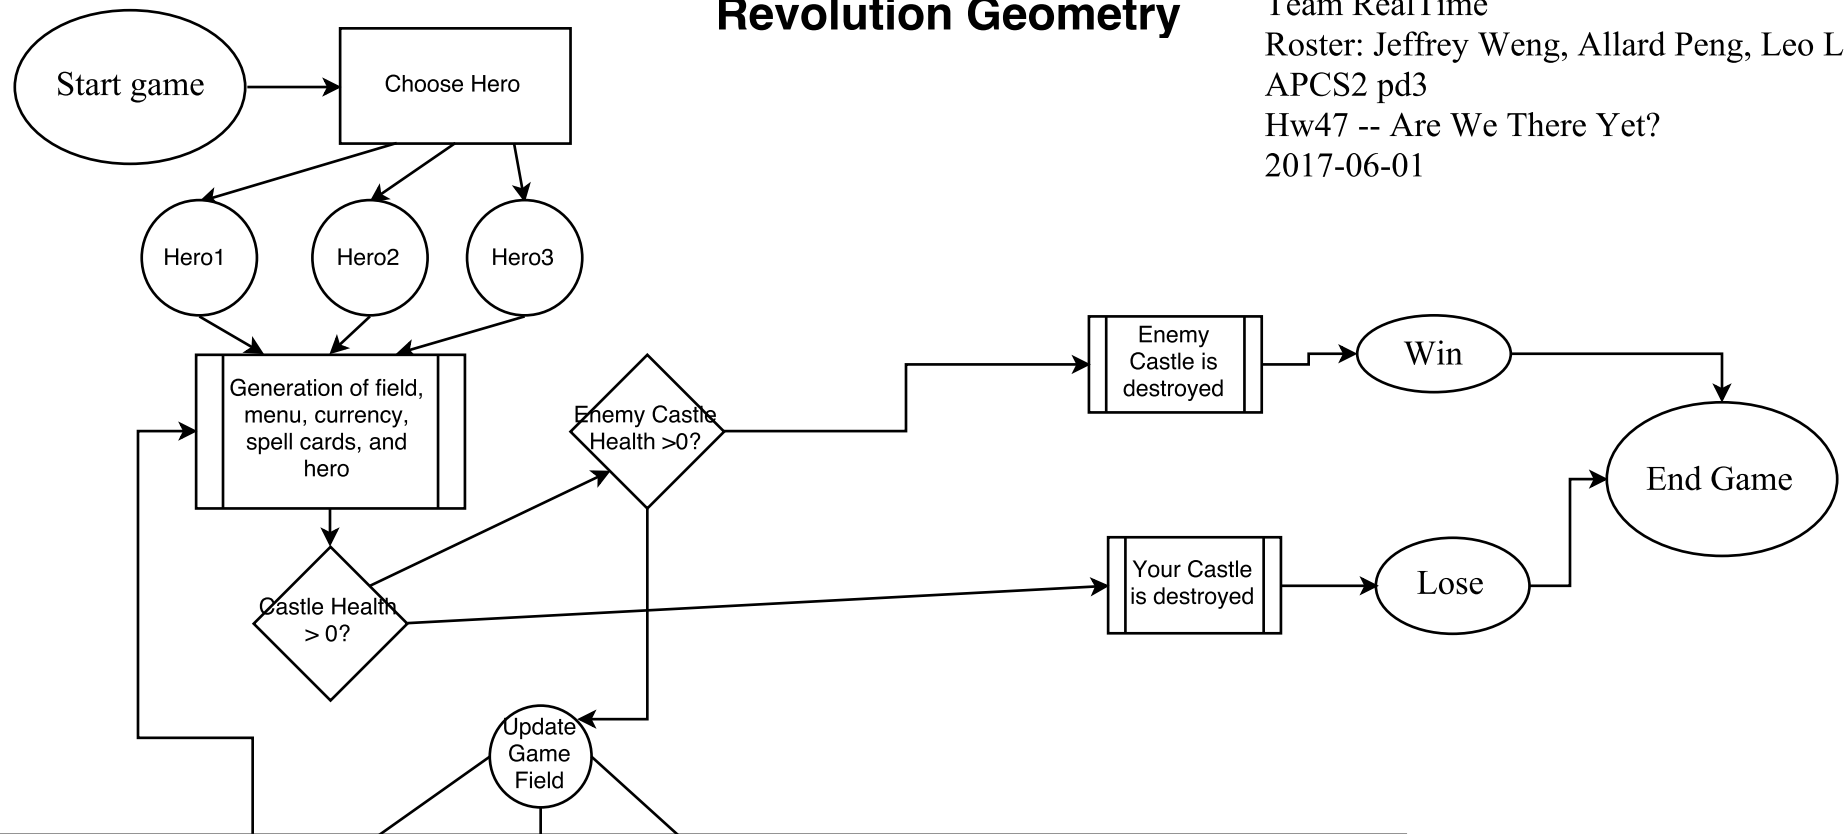 Revolution Geometry
Team RealTime
Roster: Jeffrey Weng, Allard Peng, Leo L
APCS2 pd3
Hw47 -- Are We There Yet?
2017-06-01
Start game
Choose Hero
Hero1
Hero2
Hero3
Generation of field,
menu, currency,
spell cards, and
hero
Enemy Castle
Health >0?
Enemy
Castle is
destroyed
Win
End Game
Castle Health
> 0?
Your Castle
is destroyed
Lose
Update
Game
Field